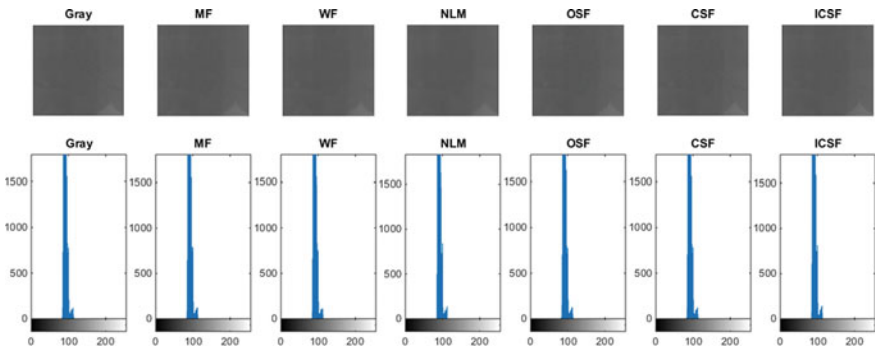 Gray MF WF NLM OSF CSF ICSF
Gray MF WF NLM OSF CSF ICSF
1500 1500 1500 1500 1500 1500 1500
1000 1000 1000 1000 1000 1000 1000
500 500 500 500 500 500 500
0 0 0 0 0 0 0
0 100 200 0 100 200 0 100 200 0 100 200 0 100 200 0 100 200 0 100 200